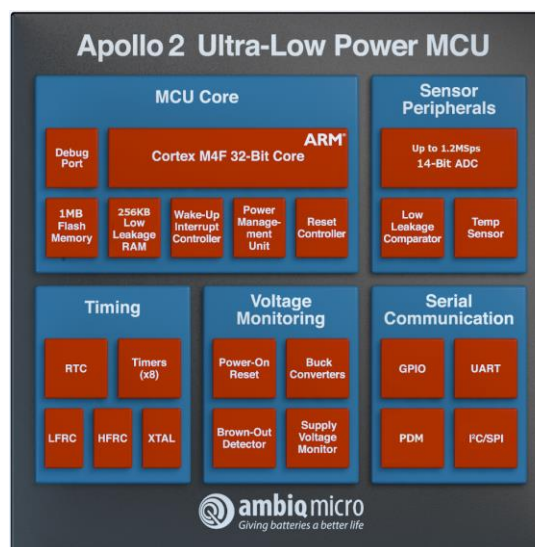 Apollo 2 Ultra-Low Power MCU
MCU Core
Debug
Port
ARM®
Cortex M4F 32-Bit Core
1MB
Flash
Memory
256KB
Low
Leakage
RAM
Wake-Up
Interrupt
Controller
Power
Manage-
ment
Unit
Reset
Controller
Sensor
Peripherals
Up to 1.2MSps
14-Bit ADC
Low
Leakage
Comparator
Temp
Sensor
Timing
RTC
Timers
(x8)
LFRC
HFRC
XTAL
Voltage
Monitoring
Power-On
Reset
Buck
Converters
Brown-Out
Detector
Supply
Voltage
Monitor
Serial
Communication
GPIO
UART
PDM
I²C/SPI
ambiq micro
Giving batteries a better life